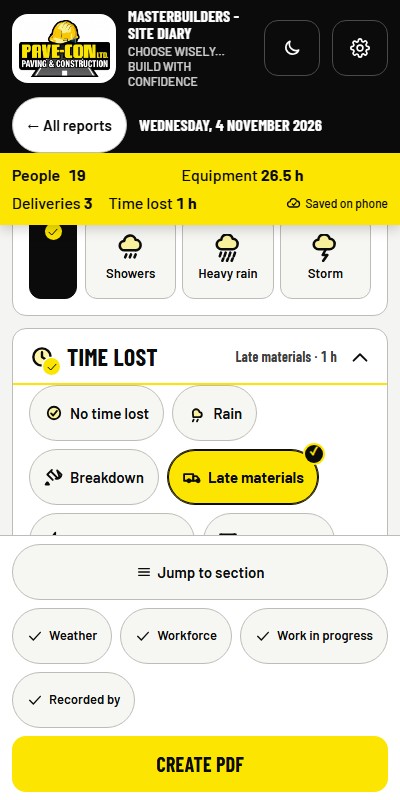 PAVE-CON LTD.
PAVING & CONSTRUCTION
MASTERBUILDERS -
SITE DIARY
CHOOSE WISELY...
BUILD WITH
CONFIDENCE
← All reports
WEDNESDAY, 4 NOVEMBER 2026
People 19
Equipment 26.5 h
Deliveries 3
Time lost 1 h
Saved on phone
Showers
Heavy rain
Storm
TIME LOST
Late materials · 1 h
No time lost
Rain
Breakdown
Late materials
Jump to section
Weather
Workforce
Work in progress
Recorded by
CREATE PDF